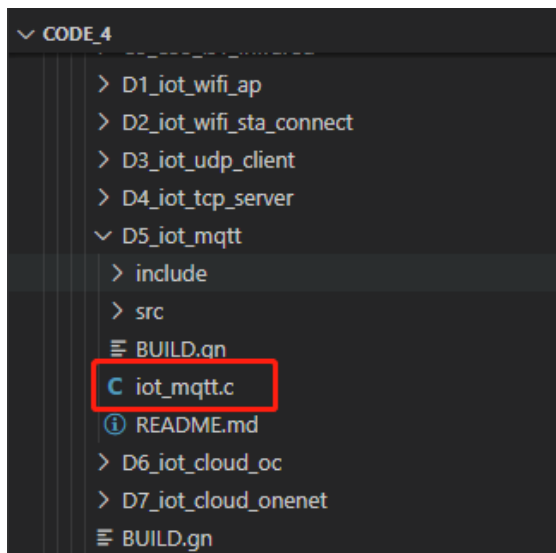 CODE_4
D1_iot_wifi_ap
D2_iot_wifi_sta_connect
D3_iot_udp_client
D4_iot_tcp_server
D5_iot_mqtt
include
src
BUILD.gn
C iot_mqtt.c
README.md
D6_iot_cloud_oc
D7_iot_cloud_onenet
BUILD.gn